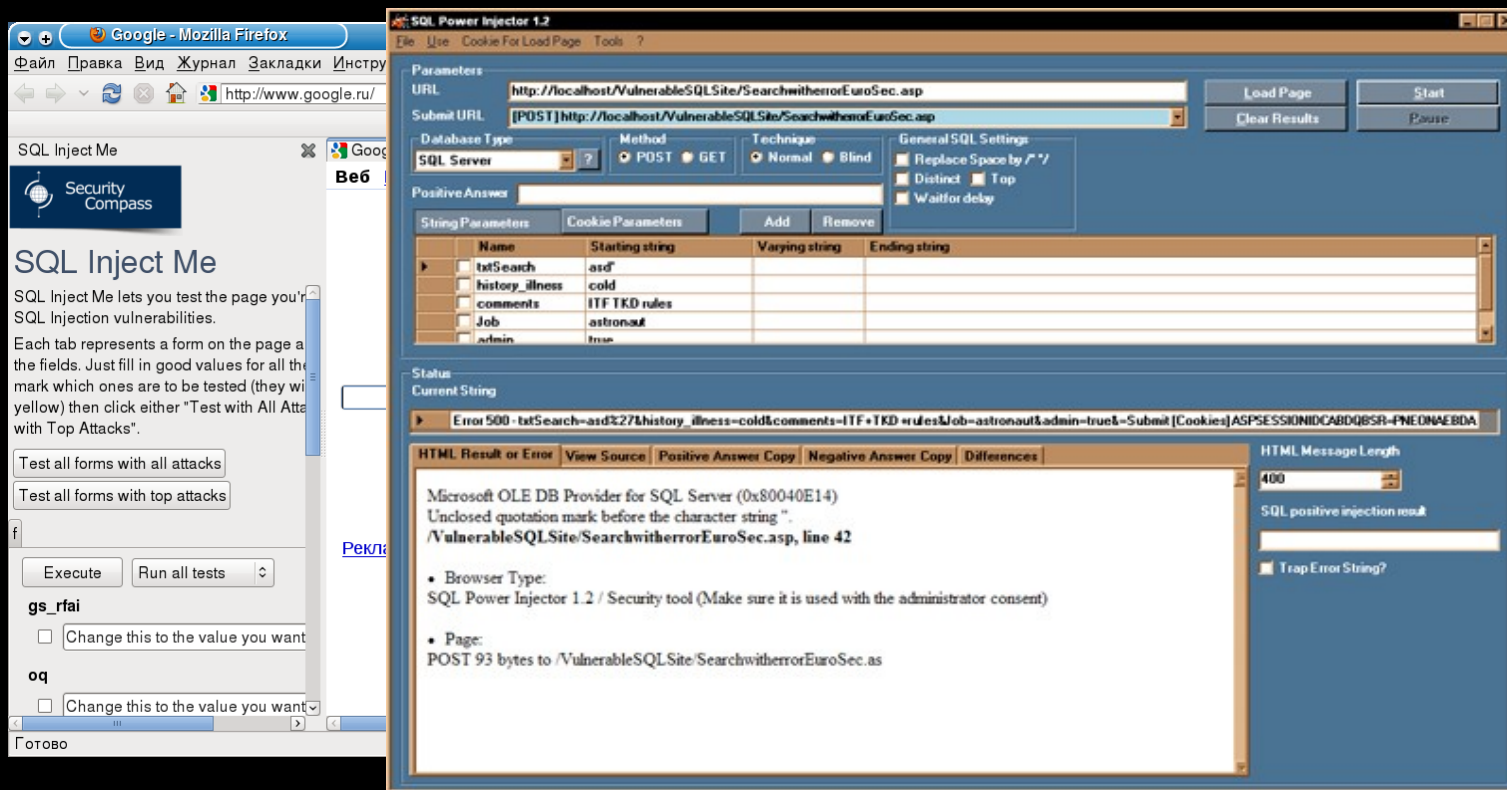 Google - Mozilla Firefox
Файл Правка Вид Журнал Закладки Инстру
http://www.google.ru/
SQL Inject Me
Goog
Security
Compass
Веб
SQL Inject Me
SQL Inject Me lets you test the page you'r
SQL Injection vulnerabilities.
Each tab represents a form on the page a
the fields. Just fill in good values for all the
mark which ones are to be tested (they wi
yellow) then click either "Test with All Atta
with Top Attacks".
Test all forms with all attacks
Test all forms with top attacks
f
Рекла
Execute
Run all tests
gs_rfai
Change this to the value you want
oq
Change this to the value you want
Готово
SQL Power Injector 1.2
File Use Cookie For Load Page Tools ?
Parameters
URL
http://localhost/VulnerableSQLSite/SearchwitherrorEuroSec.asp
Load Page
Start
Submit URL
[POST] http://localhost/VulnerableSQLSite/SearchwitherrorEuroSec.asp
Clear Results
Pause
Database Type
SQL Server
?
Method
POST
GET
Technique
Normal
Blind
General SQL Settings
Replace Space by /* */
Distinct
Top
Waitfor delay
Positive Answer
String Parameters
Cookie Parameters
Add
Remove
Name Starting string Varying string Ending string
txtSearch asd'
history_illness cold
comments ITF TKD rules
Job astronaut
admin true
Status
Current String
Error 500 - txtSearch=asd%27&history_illness=cold&comments=ITF+TKD+rules&Job=astronaut&admin=true&=Submit [Cookies] ASPSESSIONIDCABDQBSR=PNEONAEBDA
HTML Result or Error
View Source
Positive Answer Copy
Negative Answer Copy
Differences
Microsoft OLE DB Provider for SQL Server (0x80040E14)
Unclosed quotation mark before the character string ''.
/VulnerableSQLSite/SearchwitherrorEuroSec.asp, line 42
• Browser Type:
SQL Power Injector 1.2 / Security tool (Make sure it is used with the administrator consent)
• Page:
POST 93 bytes to /VulnerableSQLSite/SearchwitherrorEuroSec.as
HTML Message Length
400
SQL positive injection result
Trap Error String?